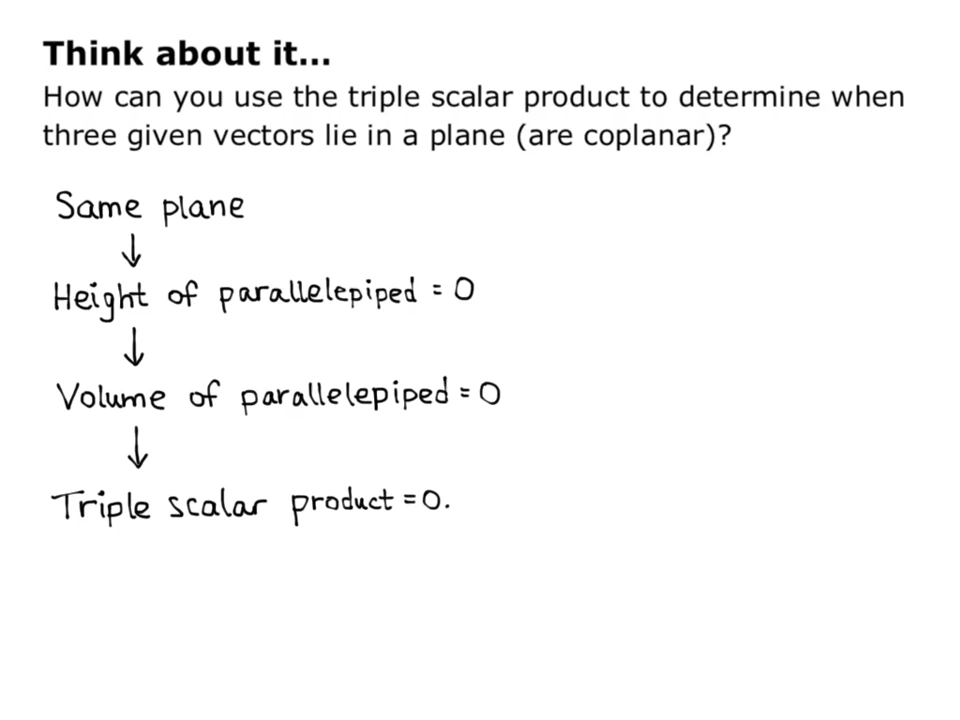 Think about it...
How can you use the triple scalar product to determine when
three given vectors lie in a plane (are coplanar)?
Same plane
↓
Height of parallelepiped = 0
↓
Volume of parallelepiped = 0
↓
Triple scalar product = 0.